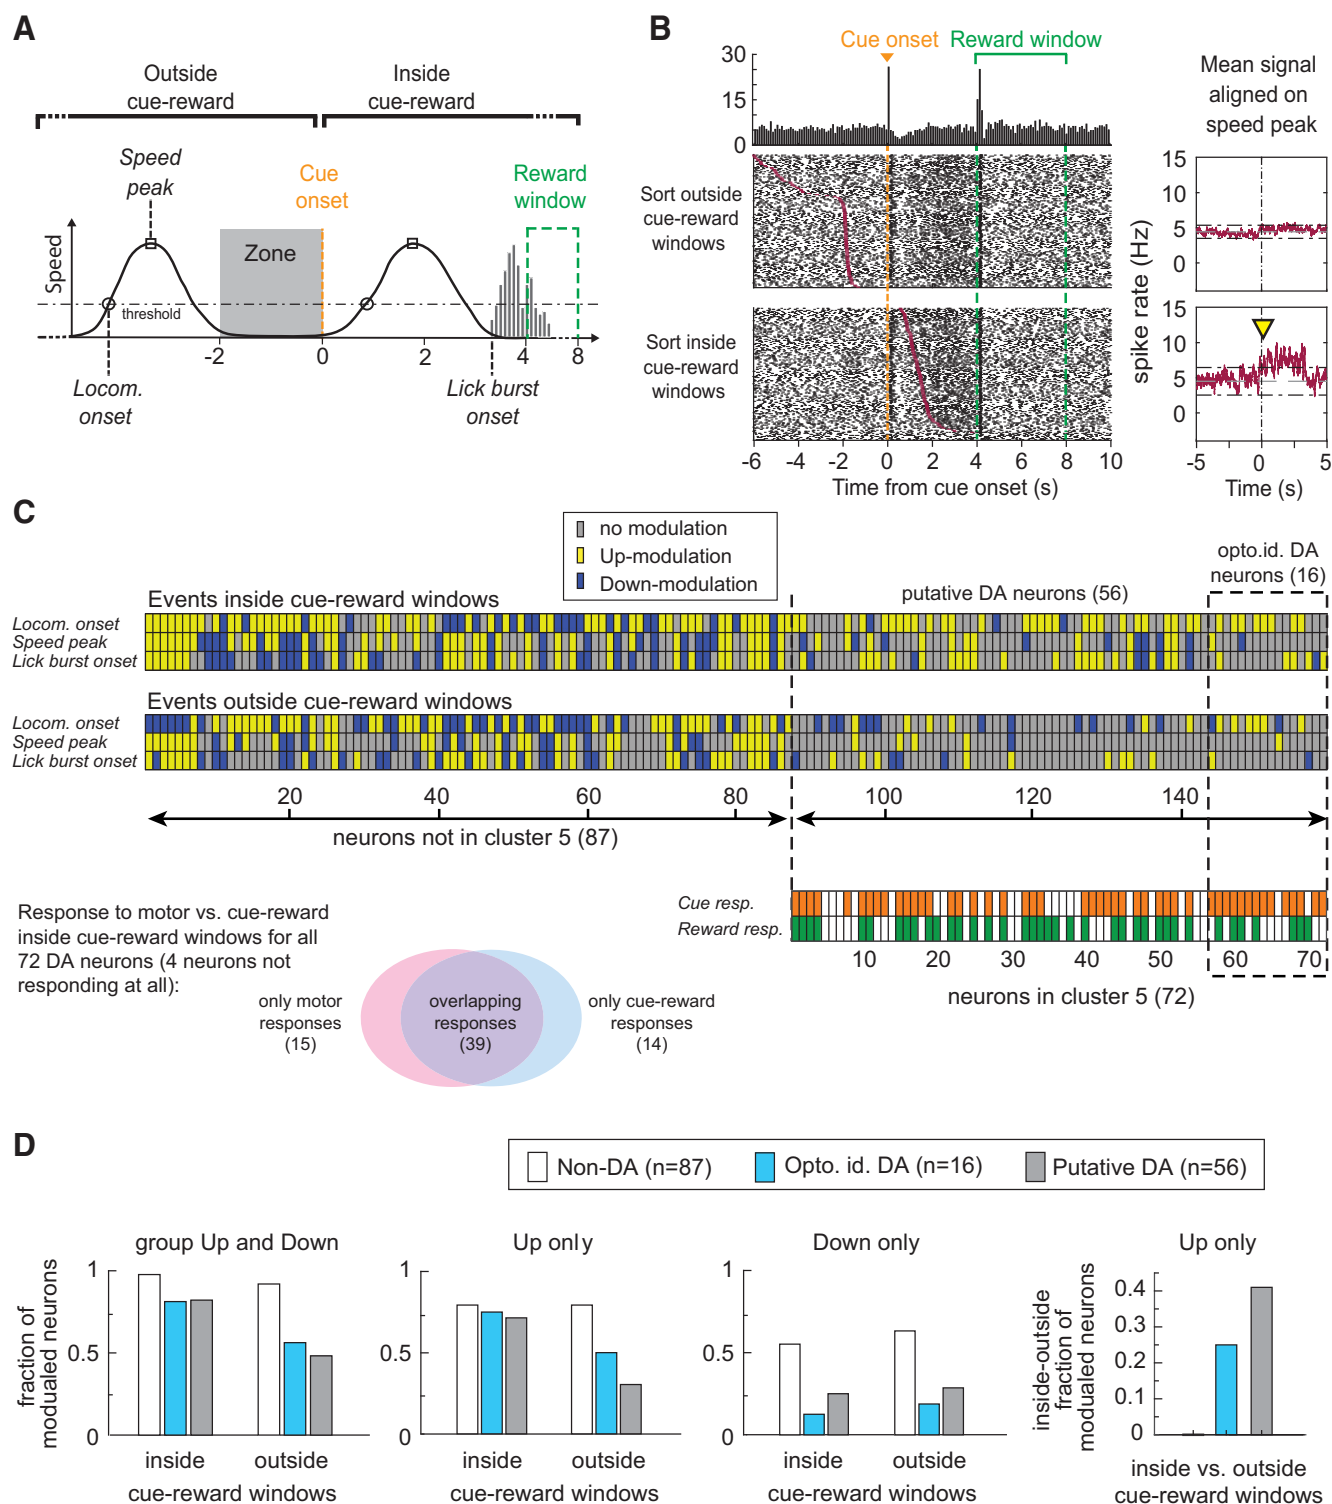 A
Outside
cue-reward
Inside
cue-reward
Speed
peak
Cue
onset
Reward
window
Speed
Zone
threshold
-2
0
2
4
8
Locom.
onset
Lick burst
onset
B
Cue onset
Reward window
30
15
0
Sort outside
cue-reward
windows
Sort inside
cue-reward
windows
-6
-4
-2
0
2
4
6
8
10
Time from cue onset (s)
Mean signal
aligned on
speed peak
spike rate (Hz)
15
10
5
0
15
10
5
0
-5
0
5
Time (s)
C
no modulation
Up-modulation
Down-modulation
opto.id. DA
neurons (16)
putative DA neurons (56)
Events inside cue-reward windows
Locom. onset
Speed peak
Lick burst onset
Events outside cue-reward windows
Locom. onset
Speed peak
Lick burst onset
20
40
60
80
100
120
140
neurons not in cluster 5 (87)
Cue resp.
Reward resp.
10
20
30
40
50
60
70
neurons in cluster 5 (72)
Response to motor vs. cue-reward
inside cue-reward windows for all
72 DA neurons (4 neurons not
responding at all):
only motor
responses
(15)
overlapping
responses
(39)
only cue-reward
responses
(14)
D
Non-DA (n=87)
Opto. id. DA (n=16)
Putative DA (n=56)
group Up and Down
fraction of
modualed neurons
1
0.5
0
inside
outside
cue-reward windows
Up only
1
0.5
0
inside
outside
cue-reward windows
Down only
1
0.5
0
inside
outside
cue-reward windows
Up only
inside-outside
fraction of
modualed neurons
0.4
0.3
0.2
0.1
0
inside vs. outside
cue-reward windows